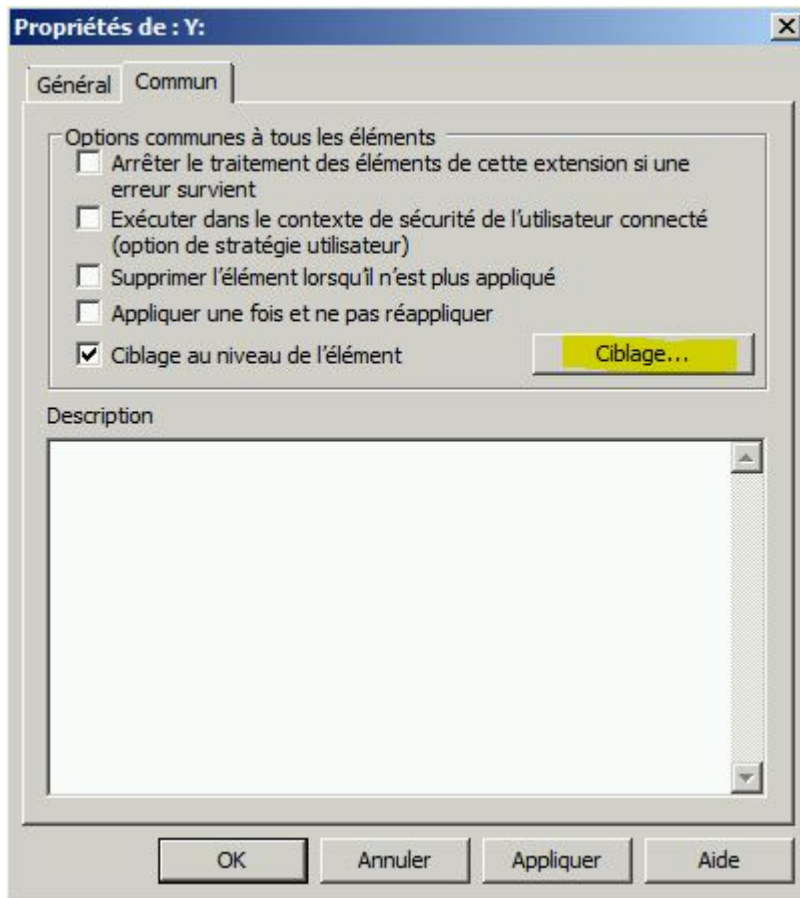 Propriétés de : Y:
Général
Commun
Options communes à tous les éléments
Arrêter le traitement des éléments de cette extension si une
erreur survient
Exécuter dans le contexte de sécurité de l'utilisateur connecté
(option de stratégie utilisateur)
Supprimer l'élément lorsqu'il n'est plus appliqué
Appliquer une fois et ne pas réappliquer
Ciblage au niveau de l'élément
Ciblage...
Description
OK
Annuler
Appliquer
Aide